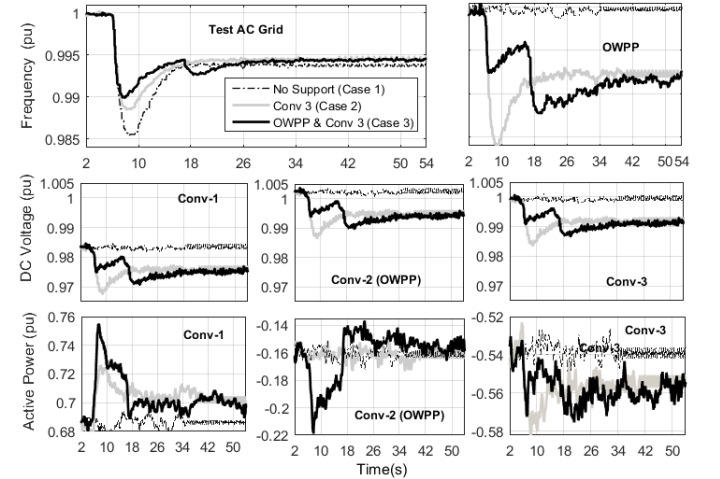 Frequency (pu)
1
0.995
0.99
0.985
Test AC Grid
No Support (Case 1)
Conv 3 (Case 2)
OWPP & Conv 3 (Case 3)
2 10 18 26 34 42 50 54
OWPP
2 10 18 26 34 42 50 54
DC Voltage (pu)
1.005
1
0.99
0.98
0.97
Conv-1
1.005
1
0.99
0.98
0.97
Conv-2 (OWPP)
1.005
1
0.99
0.98
0.97
Conv-3
Active Power (pu)
0.76
0.74
0.72
0.7
0.68
Conv-1
2 10 18 26 34 42 50
-0.14
-0.16
-0.18
-0.2
-0.22
Conv-2 (OWPP)
2 10 18 26 34 42 52
-0.52
-0.54
-0.56
-0.58
Conv-3
Conv-3
2 10 18 26 34 42 50
Time(s)